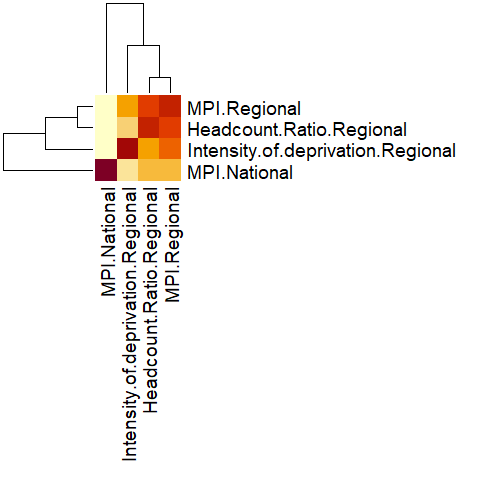 MPI.Regional
Headcount.Ratio.Regional
Intensity.of.deprivation.Regional
MPI.National
MPI.National
Intensity.of.deprivation.Regional
Headcount.Ratio.Regional
MPI.Regional